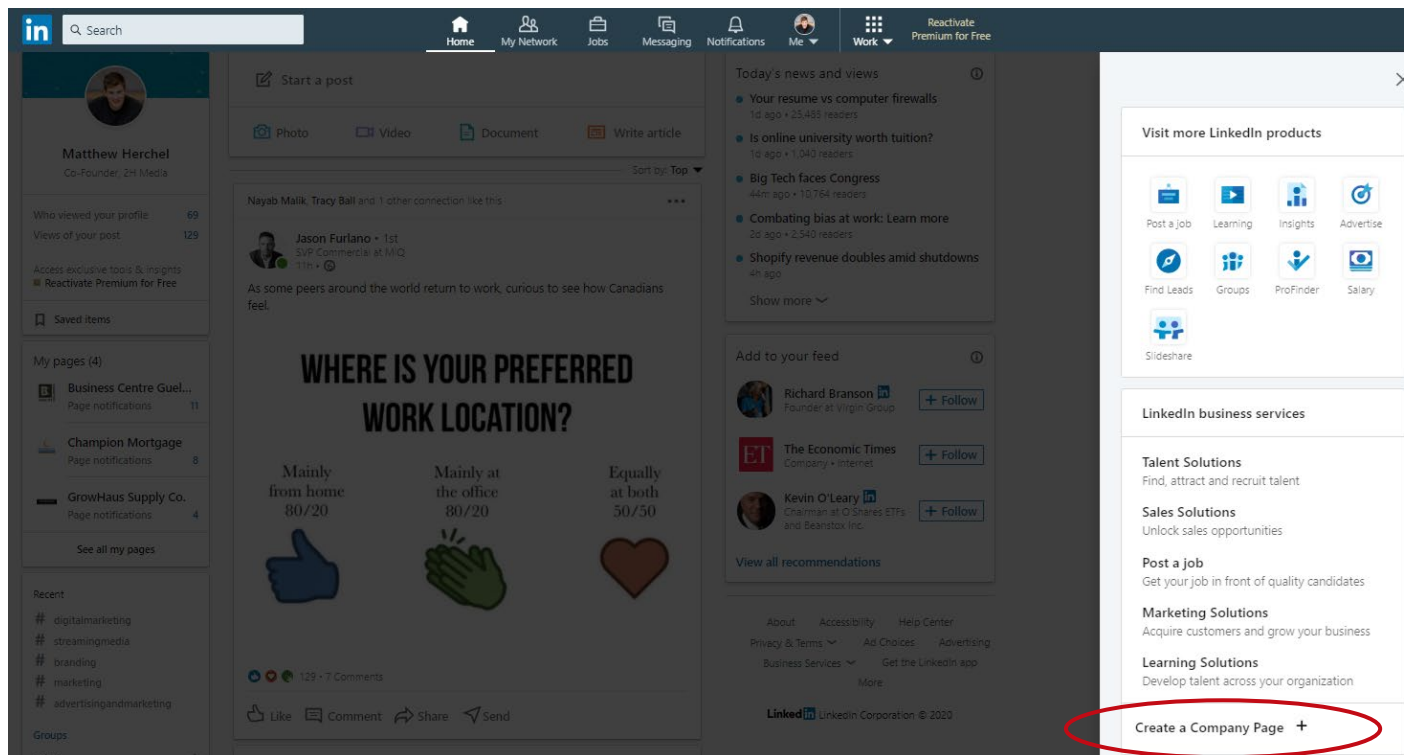 in
Search
Home
My Network
Jobs
Messaging
Notifications
Me
Work
Reactivate
Premium for Free
Matthew Herchel
Co-Founder, 2H Media
Who viewed your profile 69
Views of your post 129
Access exclusive tools & insights
Reactivate Premium for Free
Saved items
My pages (4)
Business Centre Guel...
Page notifications 11
Champion Mortgage
Page notifications 8
GrowHaus Supply Co.
Page notifications 4
See all my pages
Recent
# digitalmarketing
# streamingmedia
# branding
# marketing
# advertisingandmarketing
Groups
Start a post
Photo
Video
Document
Write article
Sort by: Top
Nayab Malik, Tracy Ball and 1 other connection like this
Jason Furlano • 1st
SVP Commercial at MiQ
11h •
As some peers around the world return to work, curious to see how Canadians
feel.
WHERE IS YOUR PREFERRED
WORK LOCATION?
Mainly
from home
80/20
Mainly at
the office
80/20
Equally
at both
50/50
129 • 7 Comments
Like
Comment
Share
Send
Today's news and views
Your resume vs computer firewalls
1d ago • 25,485 readers
Is online university worth tuition?
1d ago • 1,040 readers
Big Tech faces Congress
44m ago • 10,764 readers
Combating bias at work: Learn more
2d ago • 2,540 readers
Shopify revenue doubles amid shutdowns
4h ago
Show more
Add to your feed
Richard Branson in
Founder at Virgin Group
+ Follow
ET
The Economic Times
Company • Internet
+ Follow
Kevin O'Leary in
Chairman at O'Shares ETFs
and Beanstox Inc.
+ Follow
View all recommendations
About Accessibility Help Center
Privacy & Terms Ad Choices Advertising
Business Services Get the LinkedIn app
More
LinkedIn LinkedIn Corporation © 2020
Visit more LinkedIn products
Post a job
Learning
Insights
Advertise
Find Leads
Groups
ProFinder
Salary
Slideshare
LinkedIn business services
Talent Solutions
Find, attract and recruit talent
Sales Solutions
Unlock sales opportunities
Post a job
Get your job in front of quality candidates
Marketing Solutions
Acquire customers and grow your business
Learning Solutions
Develop talent across your organization
Create a Company Page +